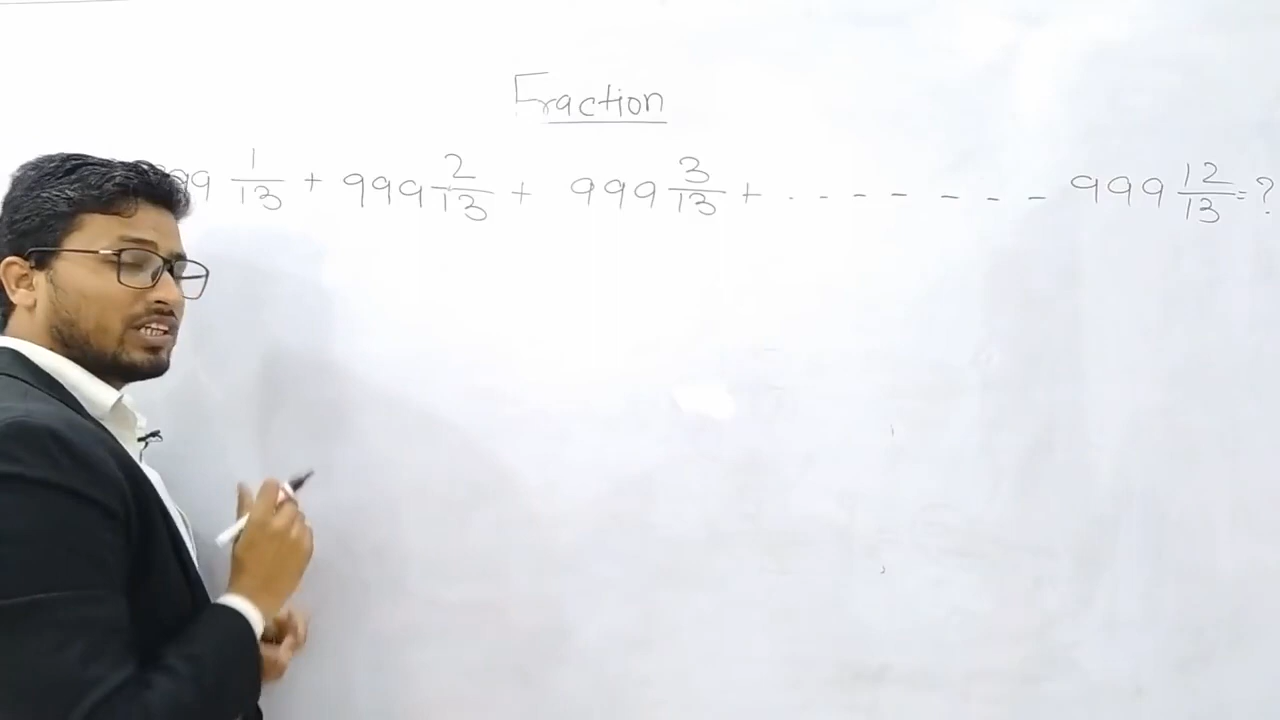 Fraction
99 1/13 + 999 2/13 + 999 3/13 + . - - - - - - 999 12/13 = ?